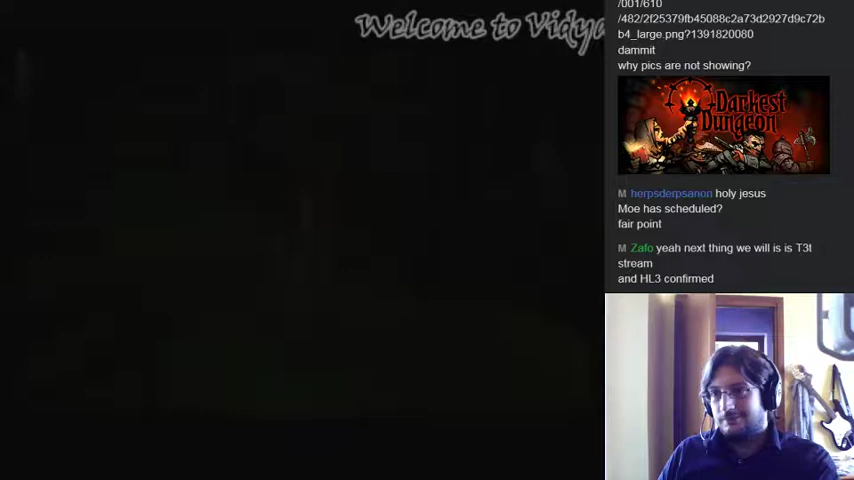 Welcome to Vidya
/001/610
/482/2f25379fb45088c2a73d2927d9c72b
b4_large.png?1391820080
dammit
why pics are not showing?
Darkest
Dungeon
M herpsderpsanon holy jesus
Moe has scheduled?
fair point
M Zafo yeah next thing we will is is T3t
stream
and HL3 confirmed